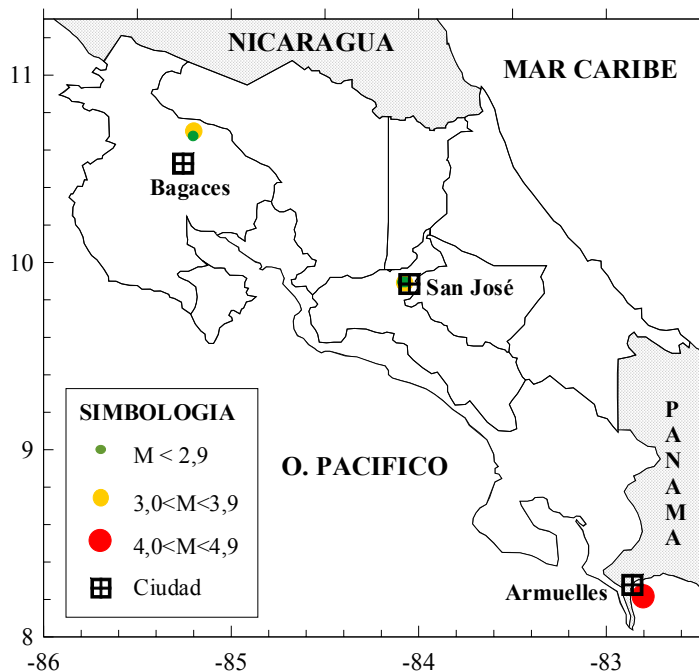 NICARAGUA
MAR CARIBE
11
Bagaces
10
San José
SIMBOLOGIA
M < 2,9
3,0<M<3,9
4,0<M<4,9
Ciudad
9
O. PACIFICO
PANAMA
Armuelles
8
-86
-85
-84
-83